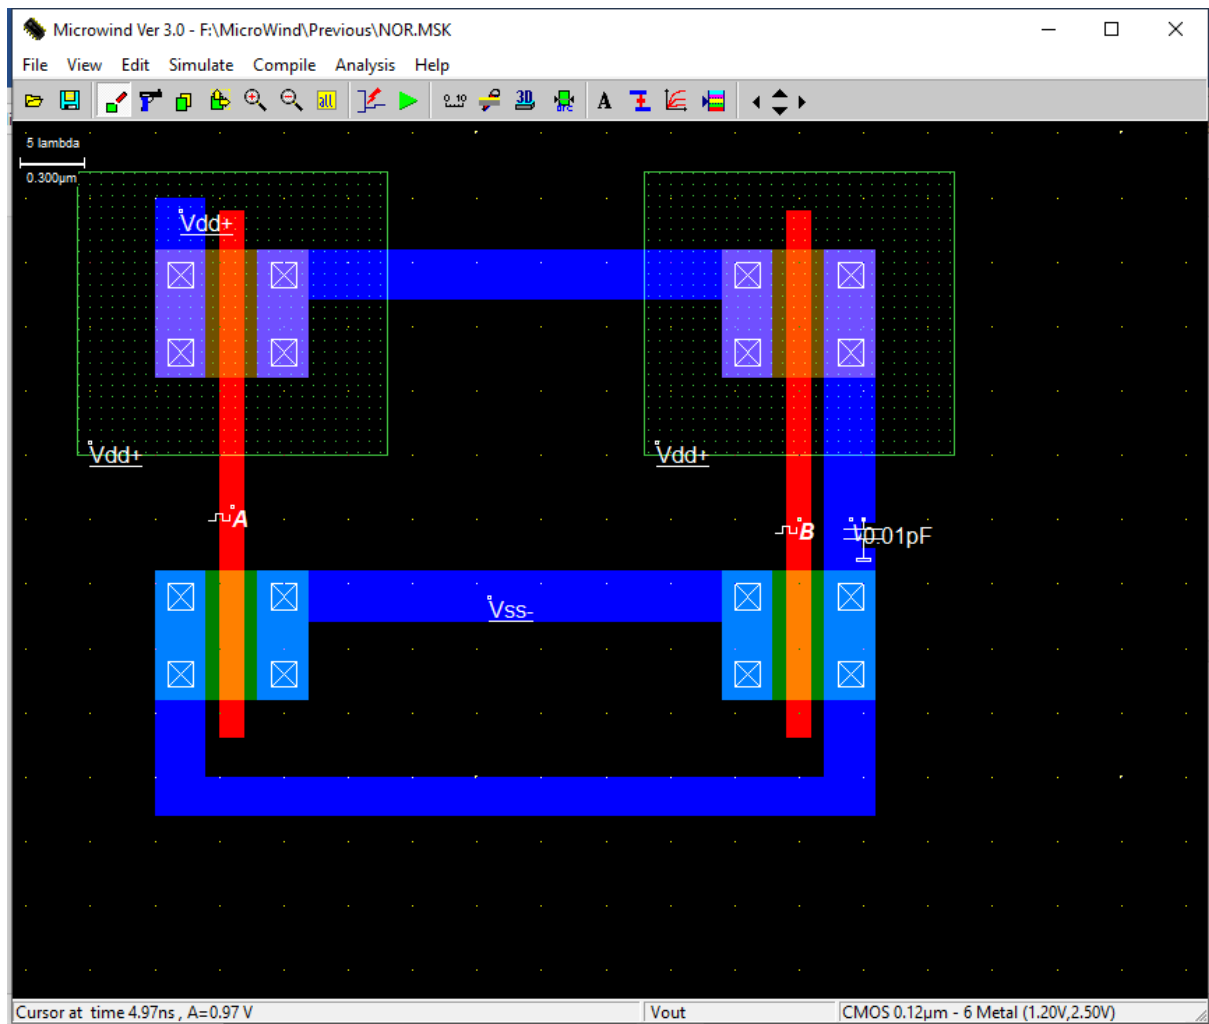 Microwind Ver 3.0 - F:\MicroWind\Previous\NOR.MSK
File View Edit Simulate Compile Analysis Help
5 lambda
0.300µm
Vdd+
Vdd+
Vdd+
A
B
0.01pF
Vss-
Cursor at time 4.97ns , A=0.97 V
Vout
CMOS 0.12µm - 6 Metal (1.20V,2.50V)